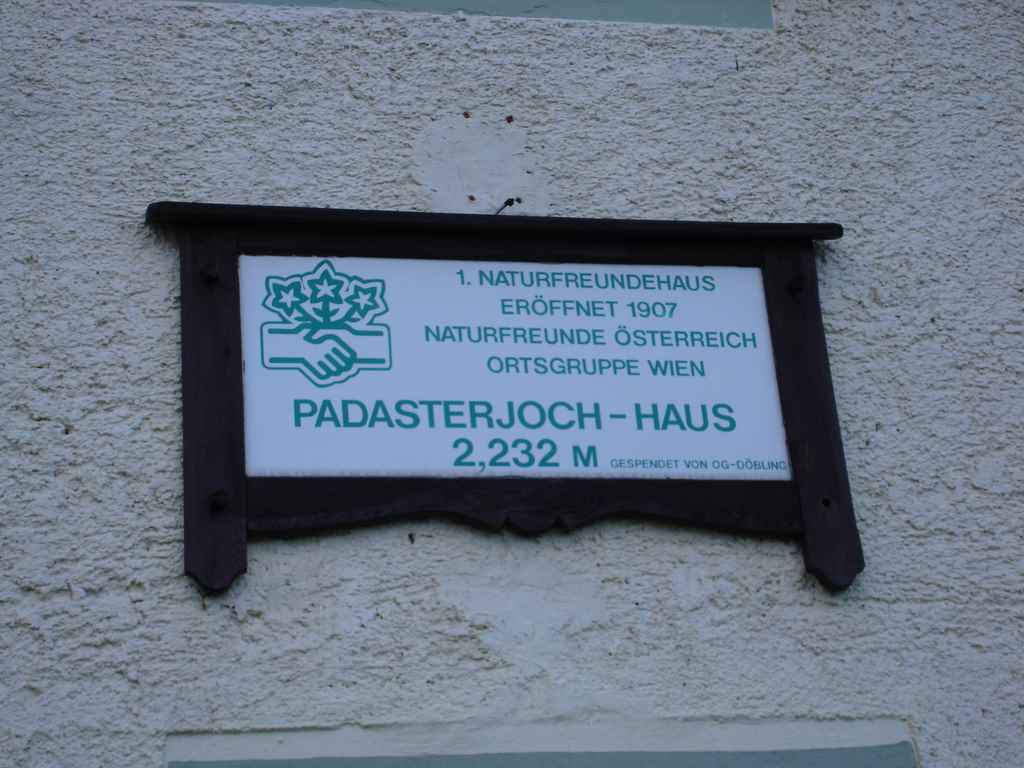 1. NATURFREUNDEHAUS
ERÖFFNET 1907
NATURFREUNDE ÖSTERREICH
ORTSGRUPPE WIEN
PADASTERJOCH - HAUS
2,232 M GESPENDET VON OG-DÖBLING